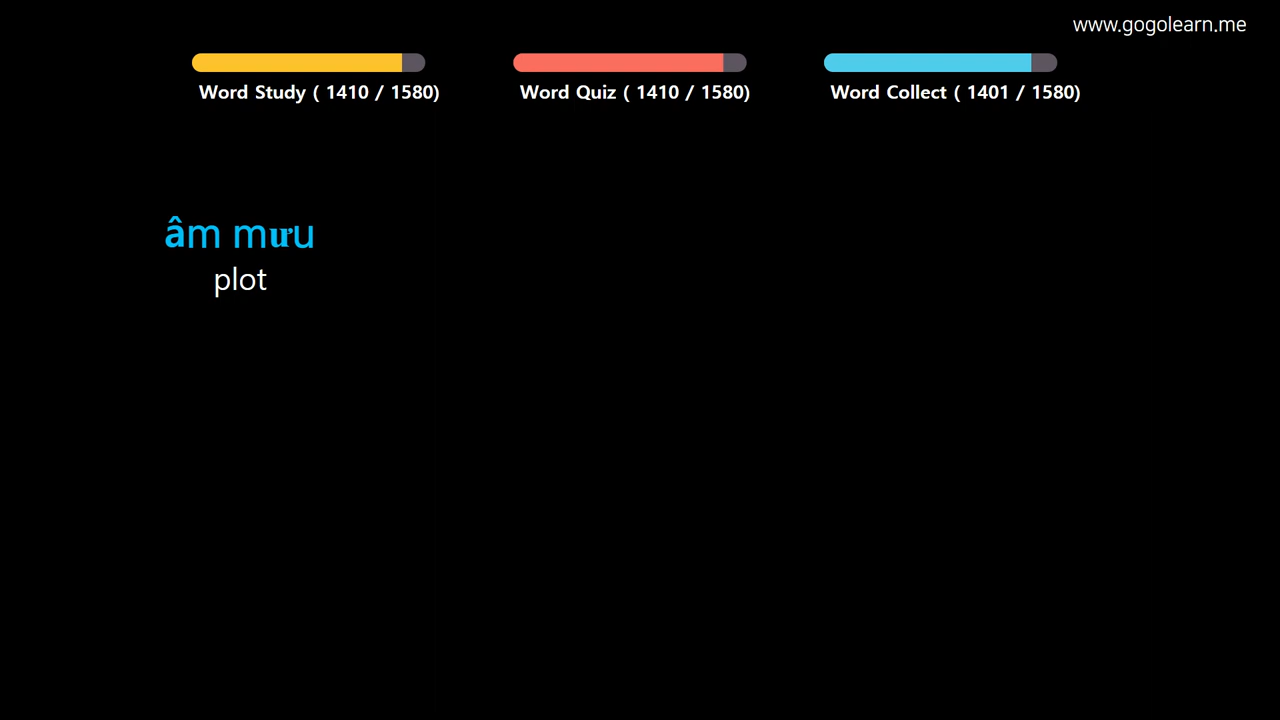 www.gogolearn.me
Word Study ( 1410 / 1580)
Word Quiz ( 1410 / 1580)
Word Collect ( 1401 / 1580)
âm mưu
plot